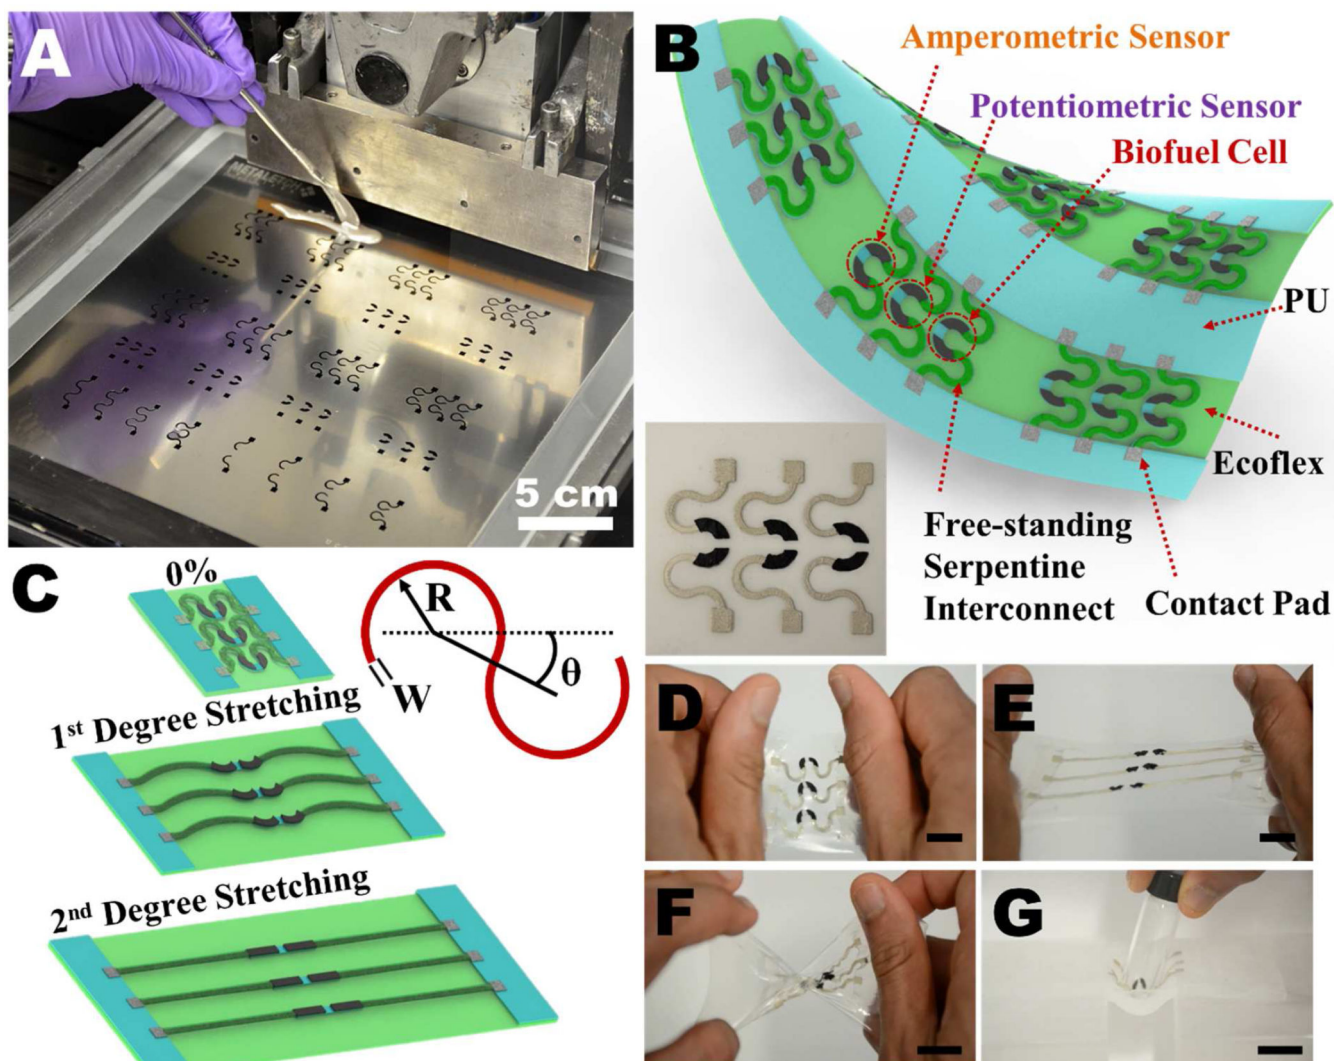 A
METALE
5 cm
B
Amperometric Sensor
Potentiometric Sensor
Biofuel Cell
PU
Ecoflex
Free-standing
Serpentine
Interconnect
Contact Pad
C
0%
R
θ
W
1st Degree Stretching
2nd Degree Stretching
D
E
F
G